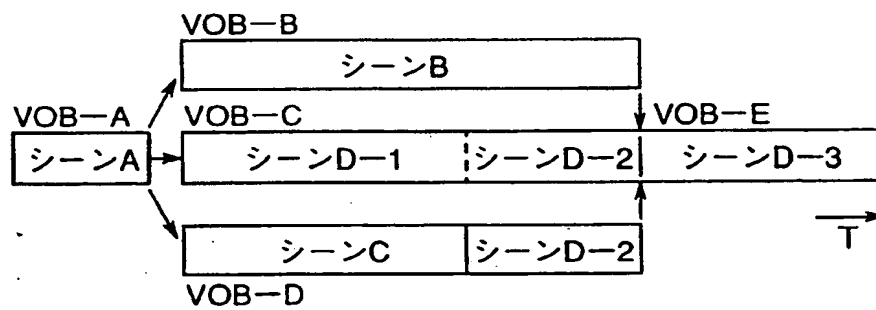 VOB—B
シーンB
VOB—A
VOB—C
VOB—E
シーンA
シーンD—1
シーンD—2
シーンD—3
T
シーンC
シーンD—2
VOB—D